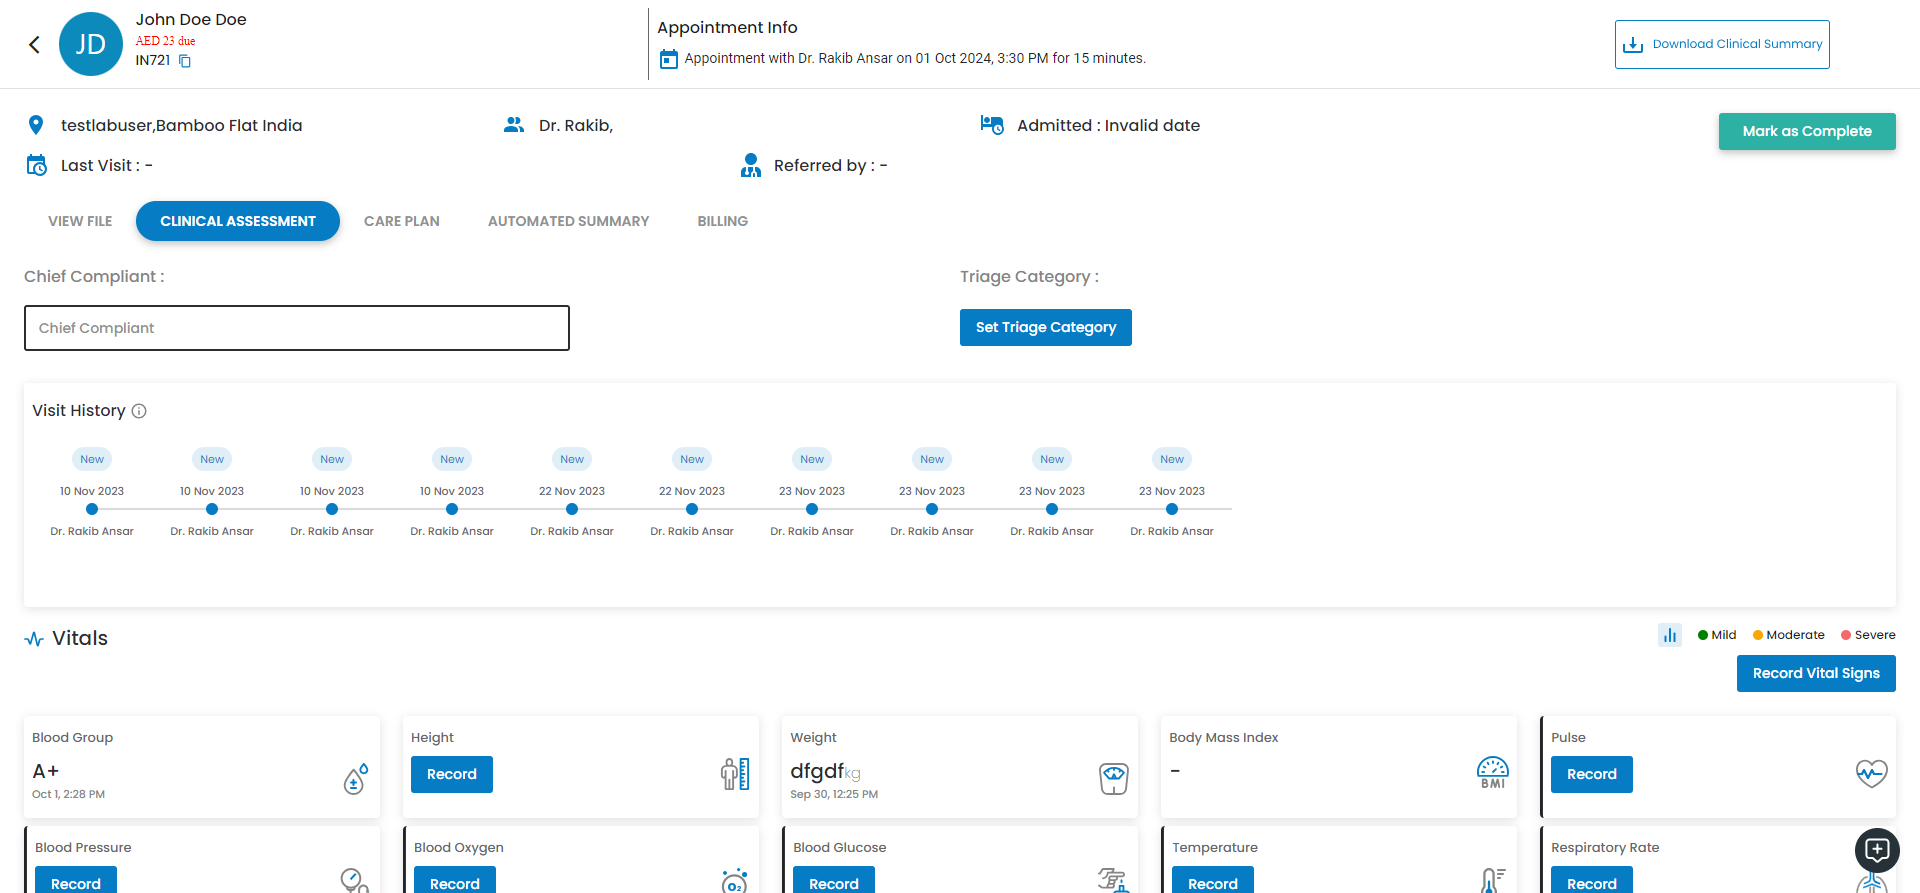 JD
John Doe Doe
AED 23 due
IN721
Appointment Info
Appointment with Dr. Rakib Ansar on 01 Oct 2024, 3:30 PM for 15 minutes.
Download Clinical Summary
testlabuser,Bamboo Flat India
Dr. Rakib,
Admitted : Invalid date
Mark as Complete
Last Visit : -
Referred by : -
VIEW FILE
CLINICAL ASSESSMENT
CARE PLAN
AUTOMATED SUMMARY
BILLING
Chief Compliant :
Triage Category :
Chief Compliant
Set Triage Category
Visit History
New New New New New New New New New New
10 Nov 2023 10 Nov 2023 10 Nov 2023 10 Nov 2023 22 Nov 2023 22 Nov 2023 23 Nov 2023 23 Nov 2023 23 Nov 2023 23 Nov 2023
Dr. Rakib Ansar Dr. Rakib Ansar Dr. Rakib Ansar Dr. Rakib Ansar Dr. Rakib Ansar Dr. Rakib Ansar Dr. Rakib Ansar Dr. Rakib Ansar Dr. Rakib Ansar Dr. Rakib Ansar
Vitals
Mild Moderate Severe
Record Vital Signs
Blood Group
A+
Oct 1, 2:28 PM
Height
Record
Weight
dfgdfkg
Sep 30, 12:25 PM
Body Mass Index
-
BMI
Pulse
Record
Blood Pressure
Record
Blood Oxygen
Record
O2
Blood Glucose
Record
Temperature
Record
Respiratory Rate
Record